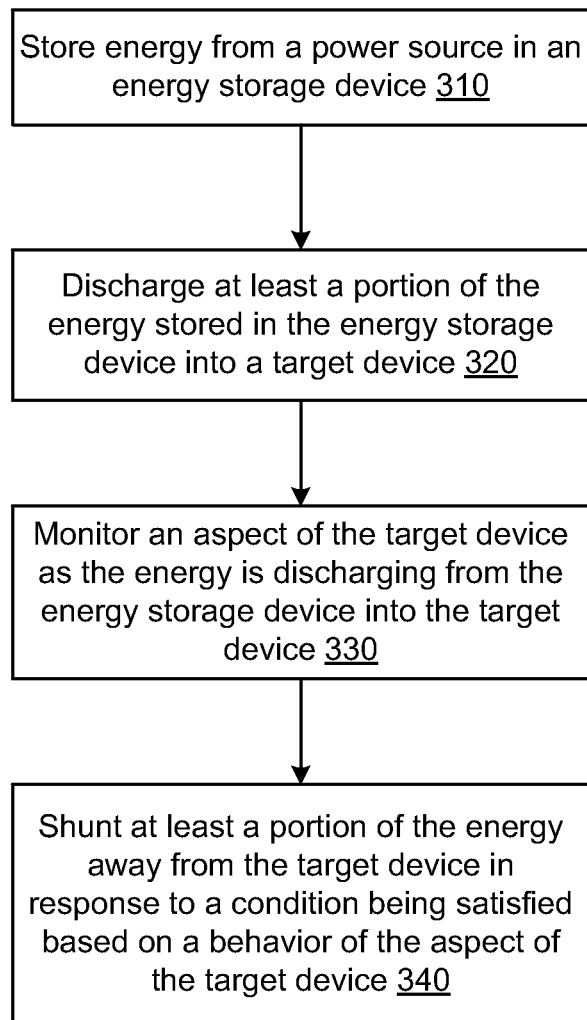 Store energy from a power source in an
energy storage device 310
Discharge at least a portion of the
energy stored in the energy storage
device into a target device 320
Monitor an aspect of the target device
as the energy is discharging from the
energy storage device into the target
device 330
Shunt at least a portion of the energy
away from the target device in
response to a condition being satisfied
based on a behavior of the aspect of
the target device 340